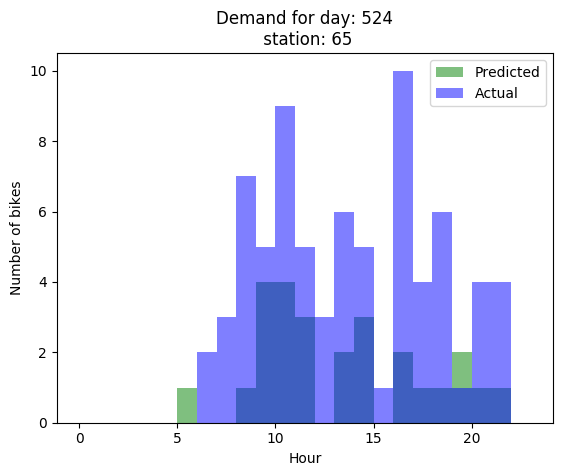 Demand for day: 524
station: 65
Predicted
Actual
Number of bikes
10
8
6
4
2
0
0 5 10 15 20
Hour